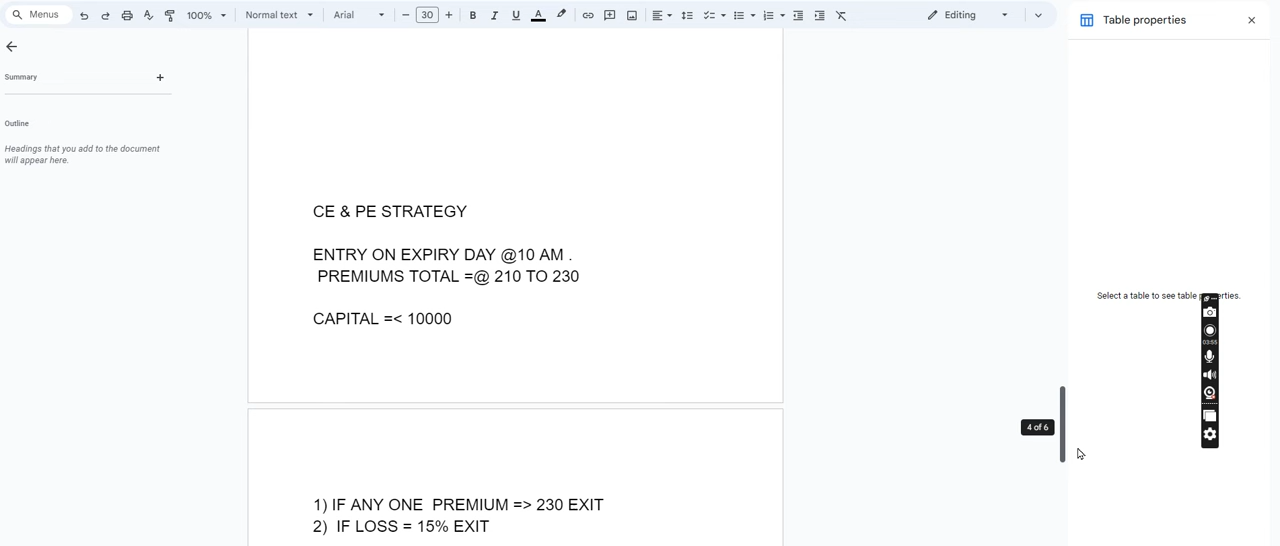 Menus
100%
Normal text
Arial
30
B
I
U
A
Editing
Table properties
Summary
Outline
Headings that you add to the document
will appear here.
CE & PE STRATEGY
ENTRY ON EXPIRY DAY @10 AM .
PREMIUMS TOTAL =@ 210 TO 230
CAPITAL =< 10000
4 of 6
1) IF ANY ONE PREMIUM => 230 EXIT
2) IF LOSS = 15% EXIT
Select a table to see table
03:55